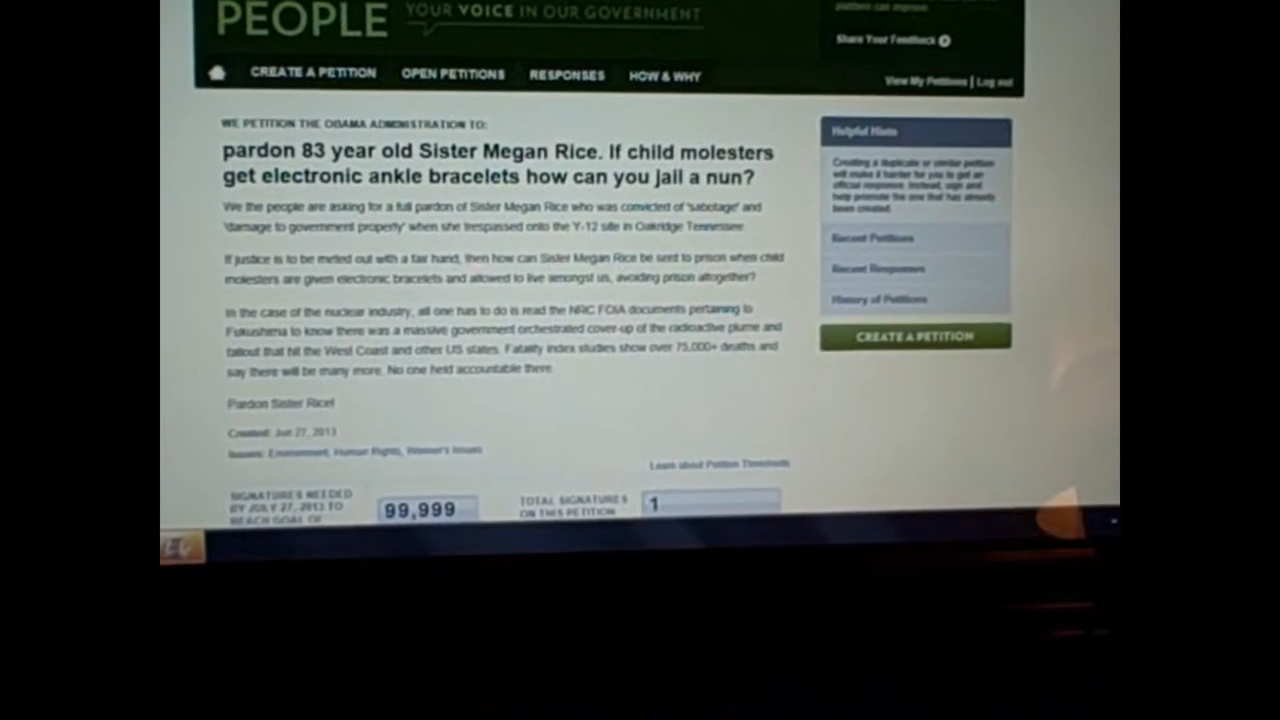 platform can improve.
PEOPLE YOUR VOICE IN OUR GOVERNMENT
Share Your Feedback
CREATE A PETITION OPEN PETITIONS RESPONSES HOW & WHY
View My Petitions | Log out
WE PETITION THE OBAMA ADMINISTRATION TO:
pardon 83 year old Sister Megan Rice. If child molesters
get electronic ankle bracelets how can you jail a nun?
We the people are asking for a full pardon of Sister Megan Rice who was convicted of 'sabotage' and
'damage to government property' when she trespassed onto the Y-12 site in Oakridge Tennessee.
If justice is to be meted out with a fair hand, then how can Sister Megan Rice be sent to prison when child
molesters are given electronic bracelets and allowed to live amongst us, avoiding prison altogether?
In the case of the nuclear industry, all one has to do is read the NRC FOIA documents pertaining to
Fukushima to know there was a massive government orchestrated cover-up of the radioactive plume and
fallout that hit the West Coast and other US states. Fatality index studies show over 75,000+ deaths and
say there will be many more. No one held accountable there.
Pardon Sister Rice!
Created: Jun 27, 2013
Issues: Environment, Human Rights, Women's Issues
Learn about Petition Thresholds
SIGNATURES NEEDED
BY JULY 27, 2013 TO
REACH GOAL OF
99,999
TOTAL SIGNATURES
ON THIS PETITION
1
Helpful Hints
Creating a duplicate or similar petition
will make it harder for you to get an
official response. Instead, sign and
help promote the one that has already
been created.
Recent Petitions
Recent Responses
History of Petitions
CREATE A PETITION